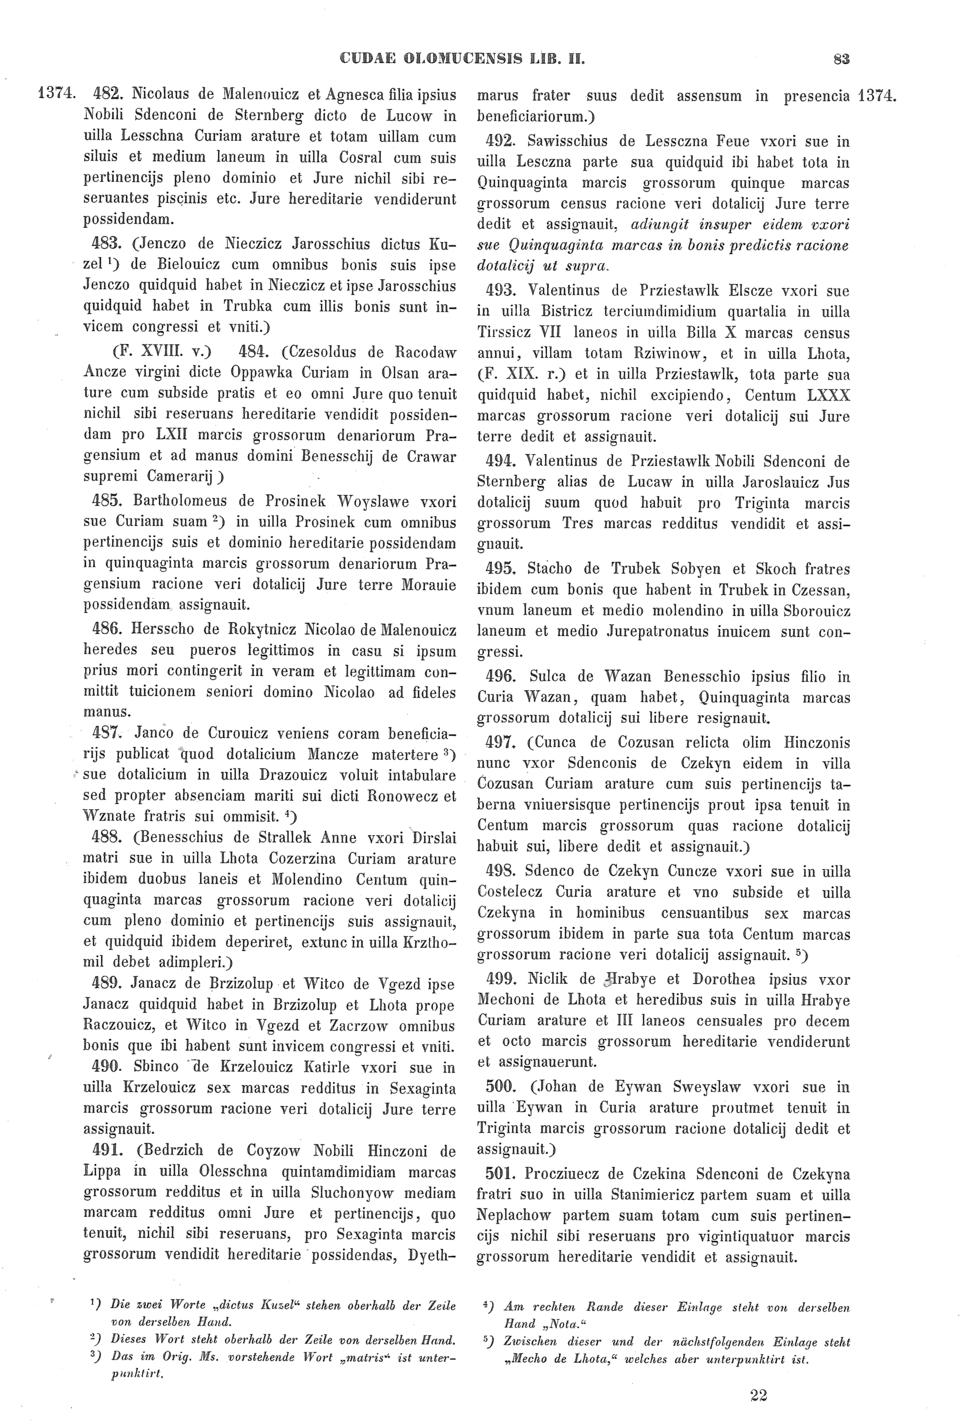 CUDAE OLOMUCENSIS LIB. II. 83
1374. 482. Nicolaus de Malenouicz et Agnesca filia ipsius
Nobili Sdenconi de Sternberg dicto de Lucow in
uilla Lesschna Curiam arature et totam uillam cum
siluis et medium laneum in uilla Cosral cum suis
pertinencijs pleno dominio et Jure nichil sibi re-
seruantes piscinis etc. Jure hereditarie vendiderunt
possidendam.
483. (Jenczo de Nieczicz Jarosschius dictus Ku-
zel ¹) de Bielouicz cum omnibus bonis suis ipse
Jenczo quidquid habet in Nieczicz et ipse Jarosschius
quidquid habet in Trubka cum illis bonis sunt in-
vicem congressi et vniti.)
(F. XVIII. v.) 484. (Czesoldus de Racodaw
Ancze virgini dicte Oppawka Curiam in Olsan ara-
ture cum subside pratis et eo omni Jure quo tenuit
nichil sibi reseruans hereditarie vendidit possiden-
dam pro LXII marcis grossorum denariorum Pra-
gensium et ad manus domini Benesschij de Crawar
supremi Camerarij )
485. Bartholomeus de Prosinek Woyslawe vxori
sue Curiam suam ²) in uilla Prosinek cum omnibus
pertinencijs suis et dominio hereditarie possidendam
in quinquaginta marcis grossorum denariorum Pra-
gensium racione veri dotalicij Jure terre Morauie
possidendam assignauit.
486. Hersscho de Rokytnicz Nicolao de Malenouicz
heredes seu pueros legittimos in casu si ipsum
prius mori contingerit in veram et legittimam con-
mittit tuicionem seniori domino Nicolao ad fideles
manus.
487. Janco de Curouicz veniens coram beneficia-
rijs publicat quod dotalicium Mancze matertere ³)
sue dotalicium in uilla Drazouicz voluit intabulare
sed propter absenciam mariti sui dicti Ronowecz et
Wznate fratris sui ommisit. ⁴)
488. (Benesschius de Strallek Anne vxori Dirslai
matri sue in uilla Lhota Cozerzina Curiam arature
ibidem duobus laneis et Molendino Centum quin-
quaginta marcas grossorum racione veri dotalicij
cum pleno dominio et pertinencijs suis assignauit,
et quidquid ibidem deperiret, extunc in uilla Krztho-
mil debet adimpleri.)
489. Janacz de Brzizolup et Witco de Vgezd ipse
Janacz quidquid habet in Brzizolup et Lhota prope
Raczouicz, et Witco in Vgezd et Zacrzow omnibus
bonis que ibi habent sunt invicem congressi et vniti.
490. Sbinco de Krzelouicz Katirle vxori sue in
uilla Krzelouicz sex marcas redditus in Sexaginta
marcis grossorum racione veri dotalicij Jure terre
assignauit.
491. (Bedrzich de Coyzow Nobili Hinczoni de
Lippa in uilla Olesschna quintamdimidiam marcas
grossorum redditus et in uilla Sluchonyow mediam
marcam redditus omni Jure et pertinencijs, quo
tenuit, nichil sibi reseruans, pro Sexaginta marcis
grossorum vendidit hereditarie possidendas, Dyeth-
marus frater suus dedit assensum in presencia 1374.
beneficiariorum.)
492. Sawisschius de Lessczna Feue vxori sue in
uilla Lesczna parte sua quidquid ibi habet tota in
Quinquaginta marcis grossorum quinque marcas
grossorum census racione veri dotalicij Jure terre
dedit et assignauit, adiungit insuper eidem vxori
sue Quinquaginta marcas in bonis predictis racione
dotalicij ut supra.
493. Valentinus de Prziestawlk Elscze vxori sue
in uilla Bistricz terciumdimidium quartalia in uilla
Tirssicz VII laneos in uilla Billa X marcas census
annui, villam totam Rziwinow, et in uilla Lhota,
(F. XIX. r.) et in uilla Prziestawlk, tota parte sua
quidquid habet, nichil excipiendo, Centum LXXX
marcas grossorum racione veri dotalicij sui Jure
terre dedit et assignauit.
494. Valentinus de Prziestawlk Nobili Sdenconi de
Sternberg alias de Lucaw in uilla Jaroslauicz Jus
dotalicij suum quod habuit pro Triginta marcis
grossorum Tres marcas redditus vendidit et assi-
gnauit.
495. Stacho de Trubek Sobyen et Skoch fratres
ibidem cum bonis que habent in Trubek in Czessan,
vnum laneum et medio molendino in uilla Sborouicz
laneum et medio Jurepatronatus inuicem sunt con-
gressi.
496. Sulca de Wazan Benesschio ipsius filio in
Curia Wazan, quam habet, Quinquaginta marcas
grossorum dotalicij sui libere resignauit.
497. (Cunca de Cozusan relicta olim Hinczonis
nunc vxor Sdenconis de Czekyn eidem in villa
Cozusan Curiam arature cum suis pertinencijs ta-
berna vniuersisque pertinencijs prout ipsa tenuit in
Centum marcis grossorum quas racione dotalicij
habuit sui, libere dedit et assignauit.)
498. Sdenco de Czekyn Cuncze vxori sue in uilla
Costelecz Curia arature et vno subside et uilla
Czekyna in hominibus censuantibus sex marcas
grossorum ibidem in parte sua tota Centum marcas
grossorum racione veri dotalicij assignauit. ⁵)
499. Niclik de Hrabye et Dorothea ipsius vxor
Mechoni de Lhota et heredibus suis in uilla Hrabye
Curiam arature et III laneos censuales pro decem
et octo marcis grossorum hereditarie vendiderunt
et assignauerunt.
500. (Johan de Eywan Sweyslaw vxori sue in
uilla Eywan in Curia arature proutmet tenuit in
Triginta marcis grossorum racione dotalicij dedit et
assignauit.)
501. Procziuecz de Czekina Sdenconi de Czekyna
fratri suo in uilla Stanimiericz partem suam et uilla
Neplachow partem suam totam cum suis pertinen-
cijs nichil sibi reseruans pro vigintiquatuor marcis
grossorum hereditarie vendidit et assignauit.
¹) Die zwei Worte „dictus Kuzel“ stehen oberhalb der Zeile
von derselben Hand.
²) Dieses Wort steht oberhalb der Zeile von derselben Hand.
³) Das im Orig. Ms. vorstehende Wort „matris“ ist unter-
punktirt.
⁴) Am rechten Rande dieser Einlage steht von derselben
Hand „Nota.“
⁵) Zwischen dieser und der nächstfolgenden Einlage steht
„Mecho de Lhota,“ welches aber unterpunktirt ist.
22